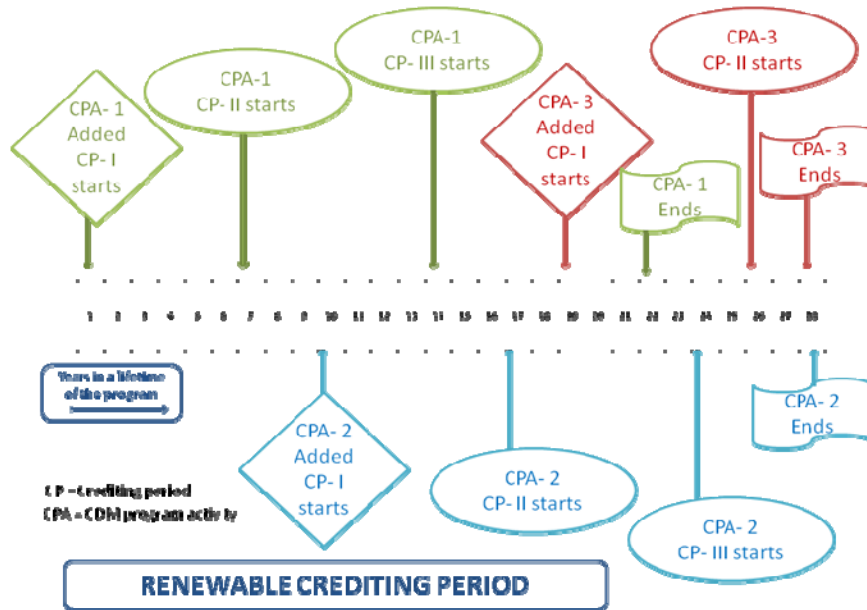 CPA- 1
Added
CP- I
starts
CPA-1
CP- II starts
CPA-1
CP- III starts
CPA- 3
Added
CP- I
starts
CPA-3
CP- II starts
CPA- 1
Ends
CPA- 3
Ends
1 2 3 4 5 6 7 8 9 10 11 12 13 14 15 16 17 18 19 20 21 22 23 24 25 26 27 28
Years in a lifetime
of the program
CPA- 2
Added
CP- I
starts
CPA- 2
CP- II starts
CPA- 2
CP- III starts
CPA- 2
Ends
CP = Crediting period
CPA = CDM program activity
RENEWABLE CREDITING PERIOD